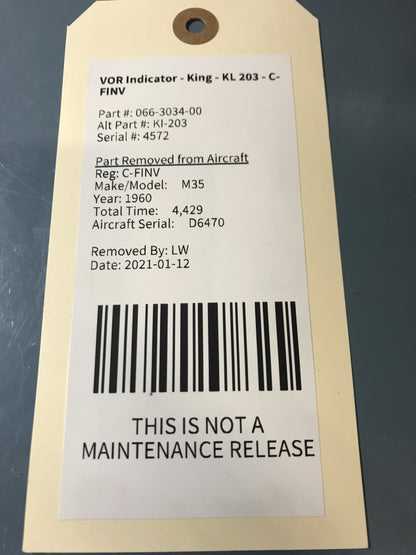 VOR Indicator - King - KL 203 - C-
FINV
Part #: 066-3034-00
Alt Part #: KI-203
Serial #: 4572
Part Removed from Aircraft
Reg: C-FINV
Make/Model: M35
Year: 1960
Total Time: 4,429
Aircraft Serial: D6470
Removed By: LW
Date: 2021-01-12
THIS IS NOT A
MAINTENANCE RELEASE